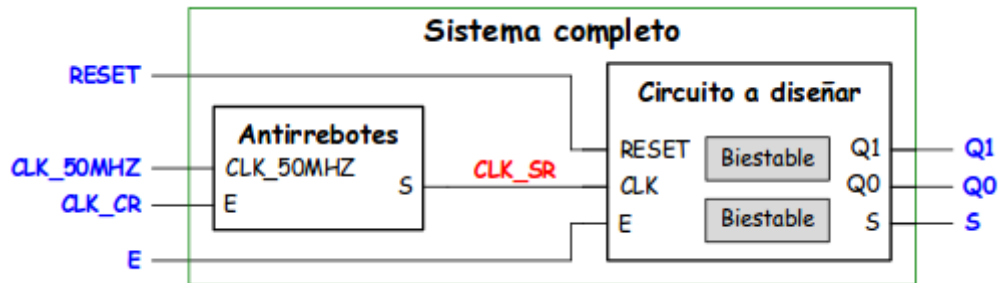 Sistema completo
RESET
Circuito a diseñar
Antirrebotes
RESET
Biestable
Q1
Q1
CLK_50MHZ
CLK_50MHZ
S
CLK_SR
CLK
Q0
Q0
CLK_CR
E
E
Biestable
S
S
E